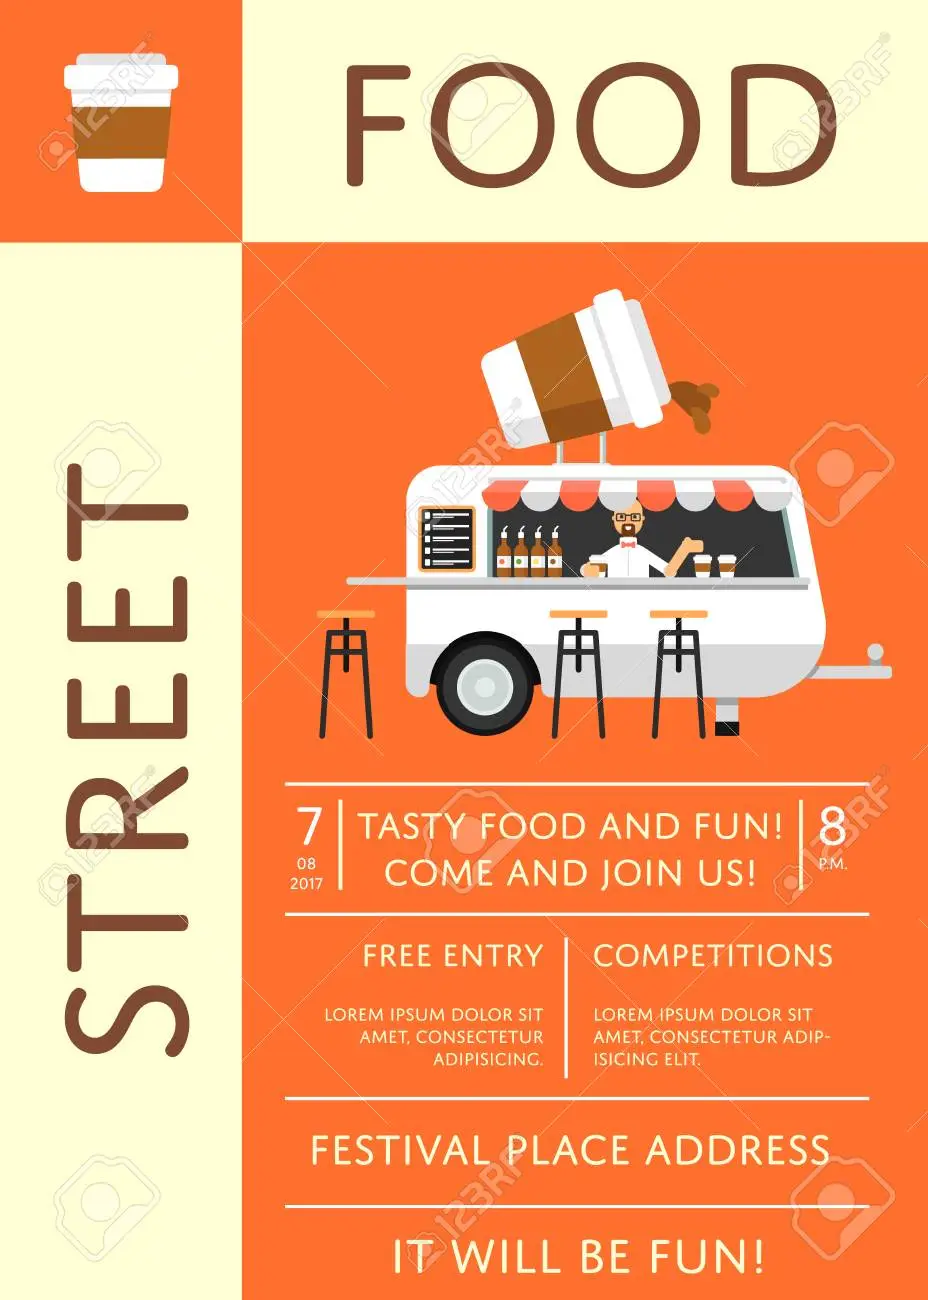 FOOD
STREET
7
08
2017
TASTY FOOD AND FUN!
COME AND JOIN US!
8
P.M.
FREE ENTRY
LOREM IPSUM DOLOR SIT
AMET, CONSECTETUR
ADIPISICING.
COMPETITIONS
LOREM IPSUM DOLOR SIT
AMET, CONSECTETUR ADIP-
ISICING ELIT.
FESTIVAL PLACE ADDRESS
IT WILL BE FUN!
123RF